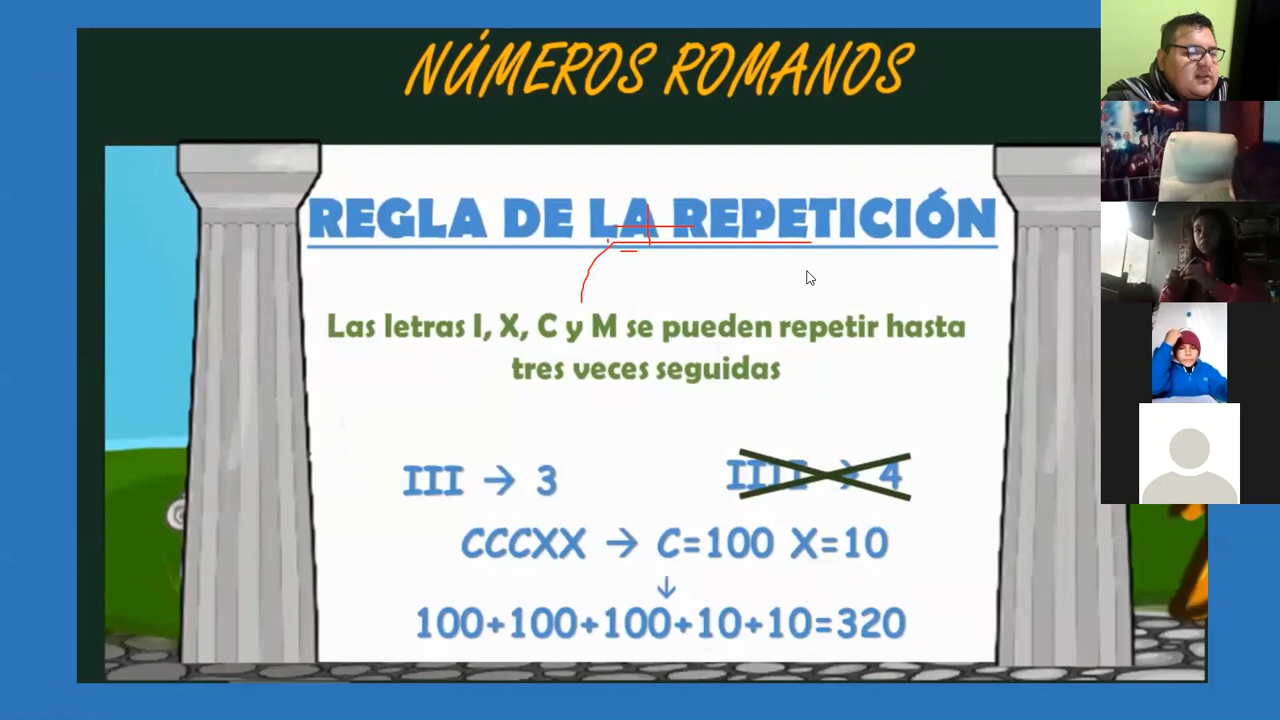 NÚMEROS ROMANOS
REGLA DE LA REPETICIÓN
Las letras I, X, C y M se pueden repetir hasta
tres veces seguidas
III → 3
IIII → 4
CCCXX → C=100 X=10
↓
100+100+100+10+10=320